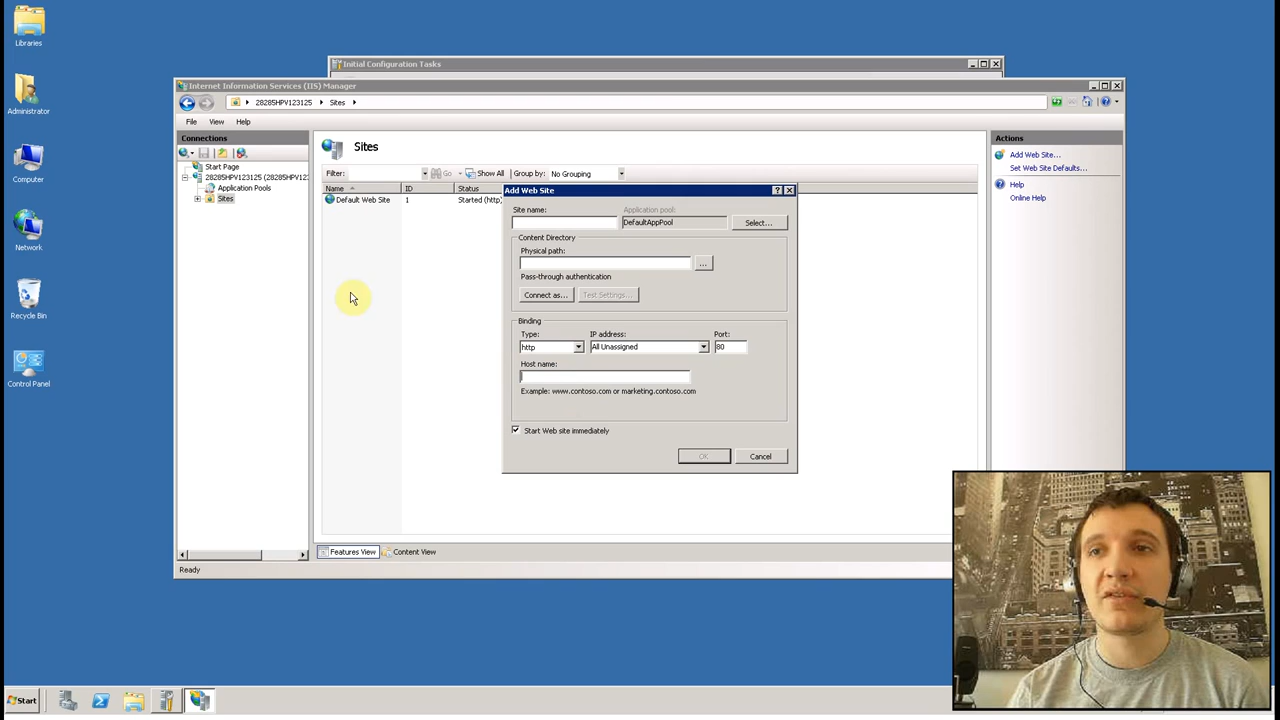 Libraries
Administrator
Computer
Network
Recycle Bin
Control Panel
Initial Configuration Tasks
Internet Information Services (IIS) Manager
28285HPV123125
Sites
File View Help
Connections
Start Page
28285HPV123125 (28285HPV12
Application Pools
Sites
Sites
Filter: Go Show All Group by: No Grouping
Name ID Status
Default Web Site 1 Started (http)
Add Web Site
Site name: Application pool:
DefaultAppPool Select...
Content Directory
Physical path:
...
Pass-through authentication
Connect as... Test Settings...
Binding
Type: IP address: Port:
http All Unassigned 80
Host name:
Example: www.contoso.com or marketing.contoso.com
Start Web site immediately
OK Cancel
Actions
Add Web Site...
Set Web Site Defaults...
Help
Online Help
Features View Content View
Ready
Start